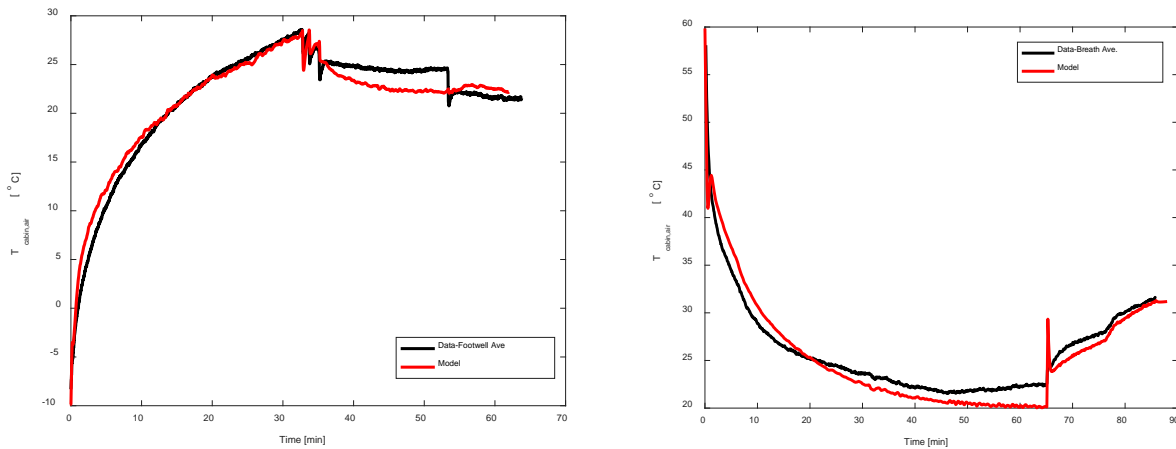 30
25
20
15
10
5
0
-5
-10
T cabin,air [ ° C]
Data-Footwell Ave
Model
0 10 20 30 40 50 60 70
Time [min]
60
55
50
45
40
35
30
25
20
T cabin,air [ ° C]
Data-Breath Ave.
Model
0 10 20 30 40 50 60 70 80 90
Time [min]